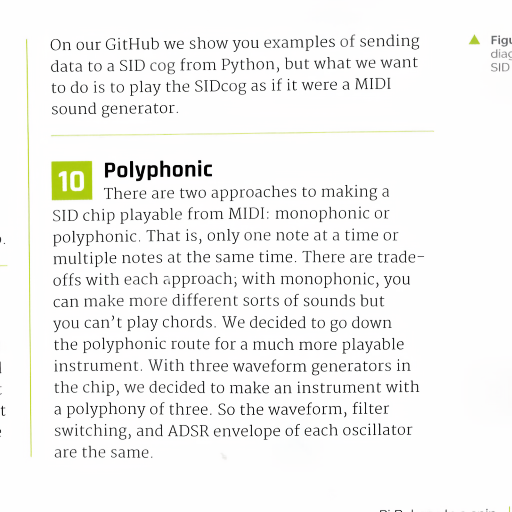 On our GitHub we show you examples of sending
data to a SID cog from Python, but what we want
to do is to play the SIDcog as if it were a MIDI
sound generator.
10 Polyphonic
There are two approaches to making a
SID chip playable from MIDI: monophonic or
polyphonic. That is, only one note at a time or
multiple notes at the same time. There are trade-
offs with each approach; with monophonic, you
can make more different sorts of sounds but
you can't play chords. We decided to go down
the polyphonic route for a much more playable
instrument. With three waveform generators in
the chip, we decided to make an instrument with
a polyphony of three. So the waveform, filter
switching, and ADSR envelope of each oscillator
are the same.
SID